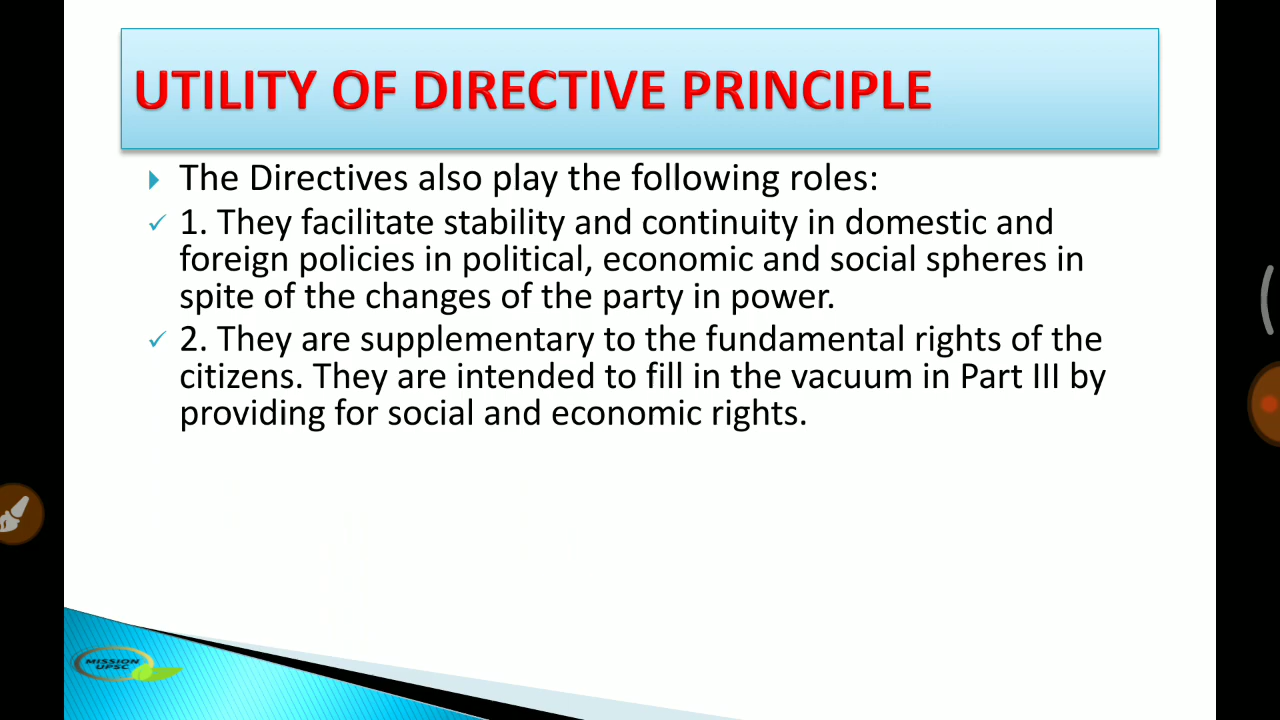 UTILITY OF DIRECTIVE PRINCIPLE
The Directives also play the following roles:
1. They facilitate stability and continuity in domestic and
foreign policies in political, economic and social spheres in
spite of the changes of the party in power.
2. They are supplementary to the fundamental rights of the
citizens. They are intended to fill in the vacuum in Part III by
providing for social and economic rights.
MISSION
UPSC